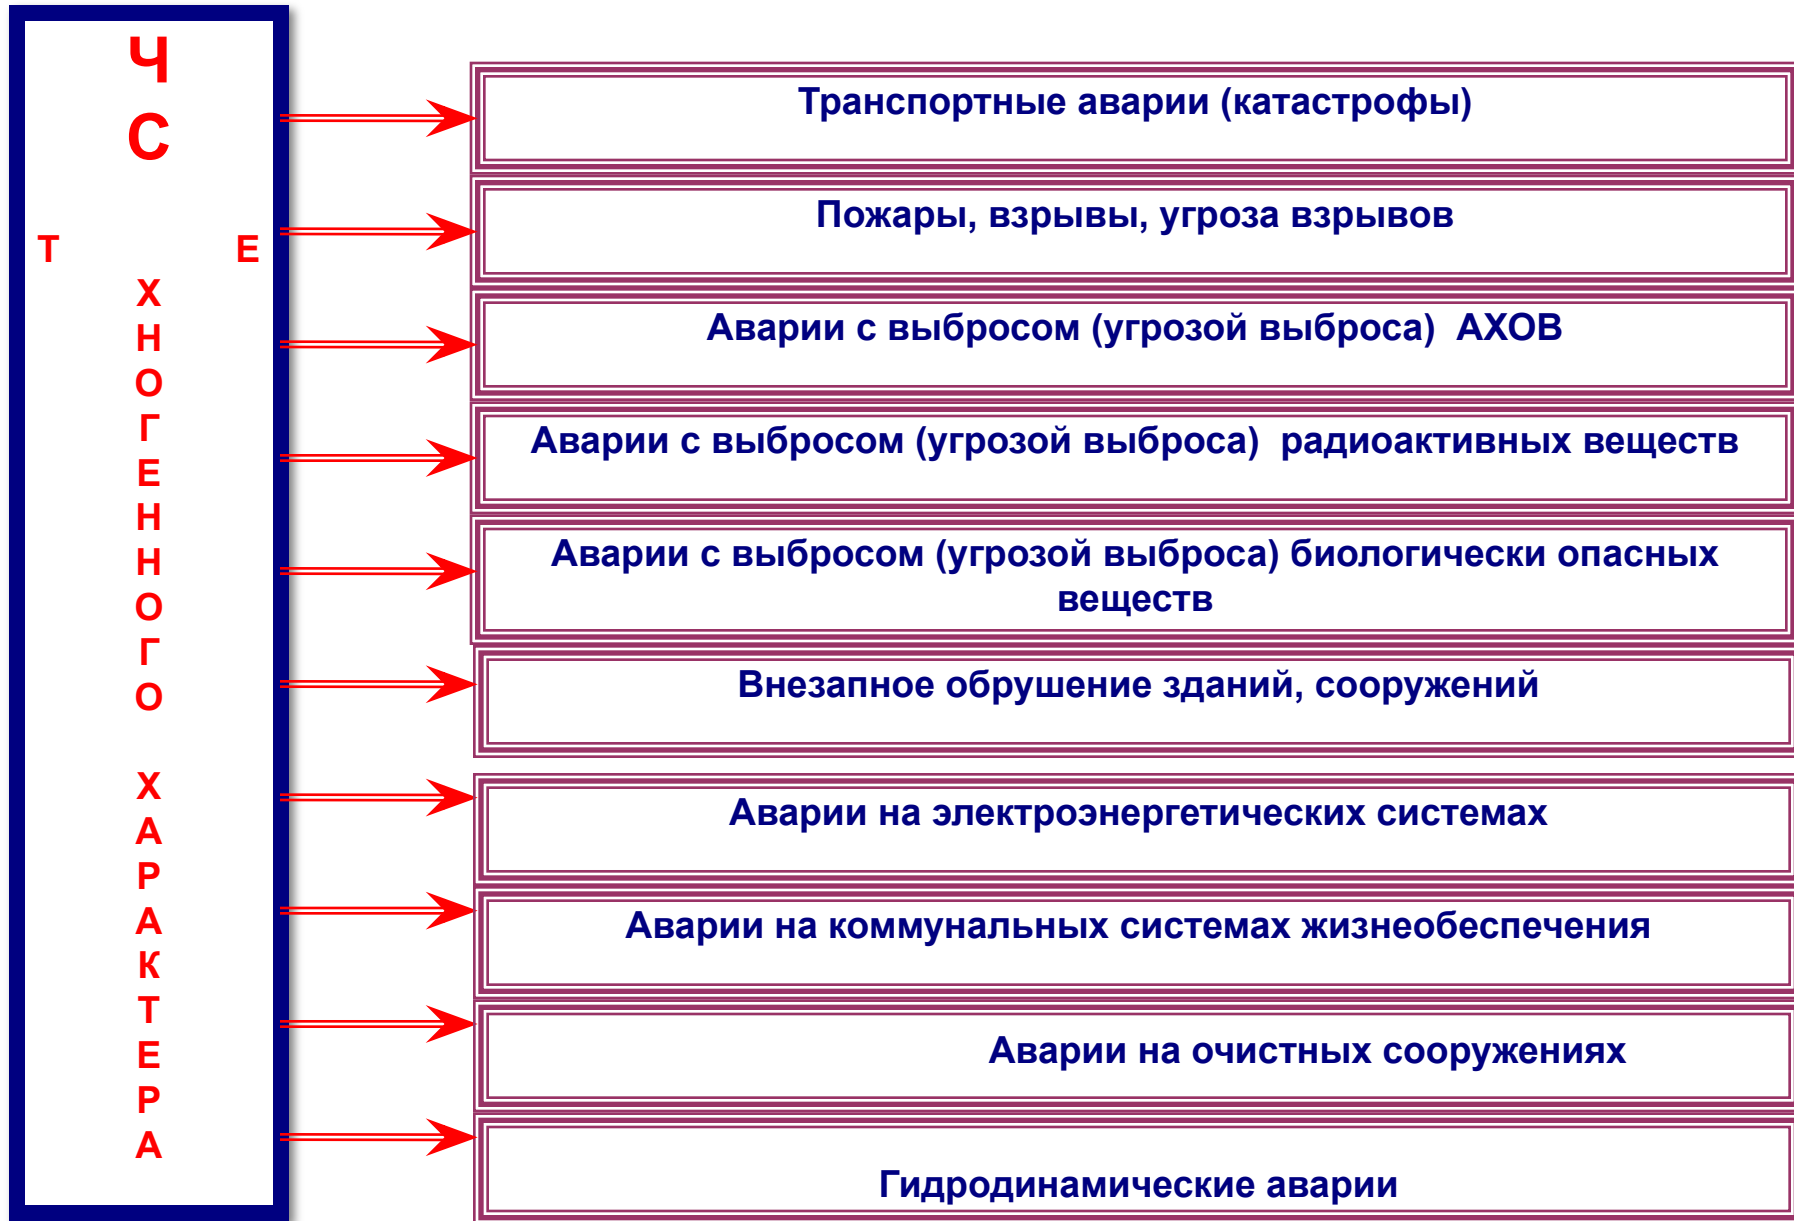 Ч
С
Т Е
Х
Н
О
Г
Е
Н
Н
О
Г
О
Х
А
Р
А
К
Т
Е
Р
А
Транспортные аварии (катастрофы)
Пожары, взрывы, угроза взрывов
Аварии с выбросом (угрозой выброса) АХОВ
Аварии с выбросом (угрозой выброса) радиоактивных веществ
Аварии с выбросом (угрозой выброса) биологически опасных
веществ
Внезапное обрушение зданий, сооружений
Аварии на электроэнергетических системах
Аварии на коммунальных системах жизнеобеспечения
Аварии на очистных сооружениях
Гидродинамические аварии